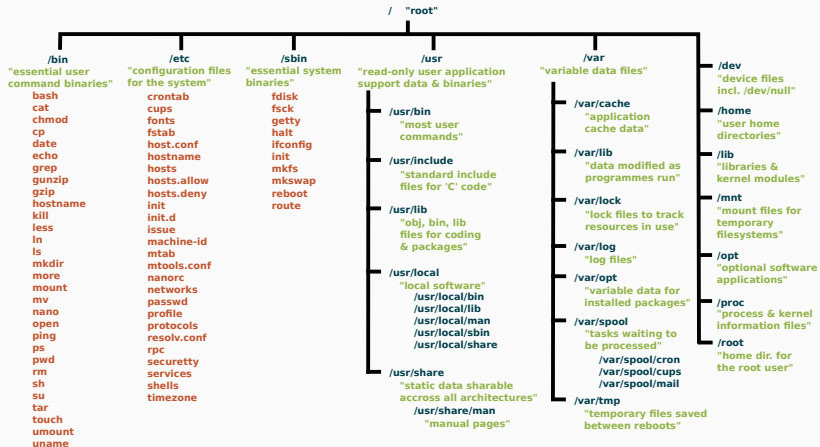 / "root"
/bin
"essential user
command binaries"
bash
cat
chmod
cp
date
echo
grep
gunzip
gzip
hostname
kill
less
ln
ls
mkdir
more
mount
mv
nano
open
ping
ps
pwd
rm
sh
su
tar
touch
umount
uname
/etc
"configuration files
for the system"
crontab
cups
fonts
fstab
host.conf
hostname
hosts
hosts.allow
hosts.deny
init
init.d
issue
machine-id
mtab
mtools.conf
nanorc
networks
passwd
profile
protocols
resolv.conf
rpc
securetty
services
shells
timezone
/sbin
"essential system
binaries"
fdisk
fsck
getty
halt
ifconfig
init
mkfs
mkswap
reboot
route
/usr
"read-only user application
support data & binaries"
/usr/bin
"most user
commands"
/usr/include
"standard include
files for 'C' code"
/usr/lib
"obj, bin, lib
files for coding
& packages"
/usr/local
"local software"
/usr/local/bin
/usr/local/lib
/usr/local/man
/usr/local/sbin
/usr/local/share
/usr/share
"static data sharable
accross all architectures"
/usr/share/man
"manual pages"
/var
"variable data files"
/var/cache
"application
cache data"
/var/lib
"data modified as
programmes run"
/var/lock
"lock files to track
resources in use"
/var/log
"log files"
/var/opt
"variable data for
installed packages"
/var/spool
"tasks waiting to
be processed"
/var/spool/cron
/var/spool/cups
/var/spool/mail
/var/tmp
"temporary files saved
between reboots"
/dev
"device files
incl. /dev/null"
/home
"user home
directories"
/lib
"libraries &
kernel modules"
/mnt
"mount files for
temporary
filesystems"
/opt
"optional software
applications"
/proc
"process & kernel
information files"
/root
"home dir. for
the root user"